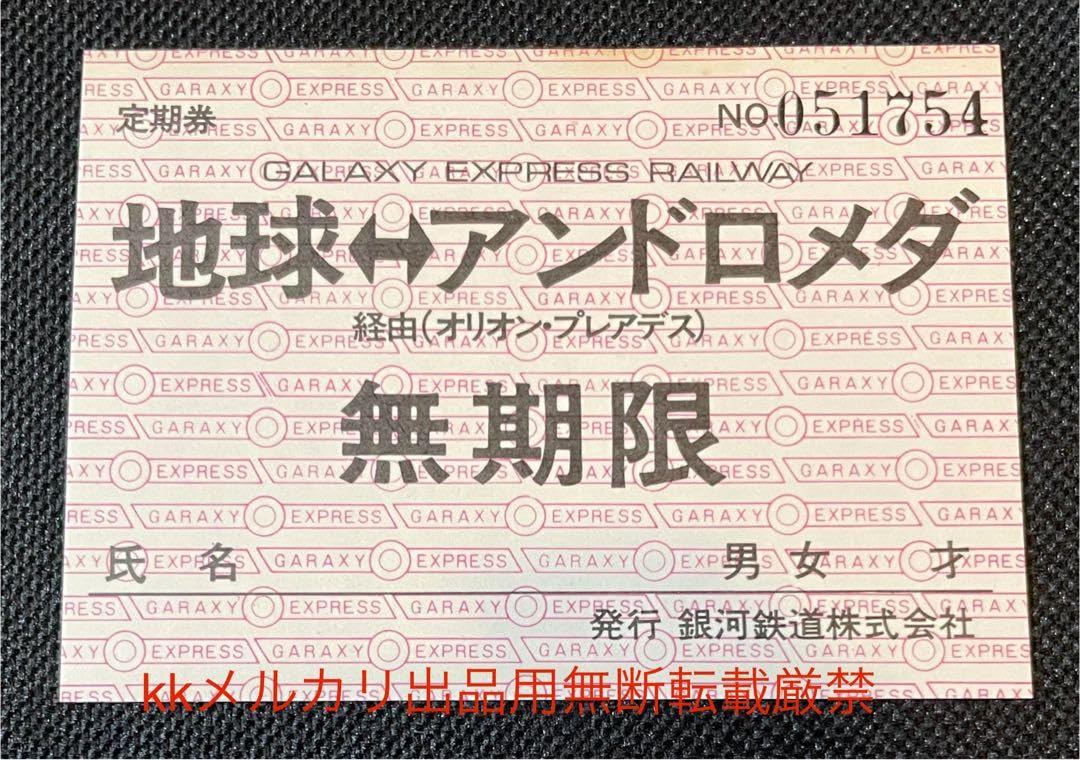 定期券 NO.051754
GALAXY EXPRESS RAILWAY
地球↔アンドロメダ
経由(オリオン・プレアデス)
無期限
氏名 男 女 才
発行 銀河鉄道株式会社
kkメルカリ出品用無断転載厳禁
GARAXY EXPRESS